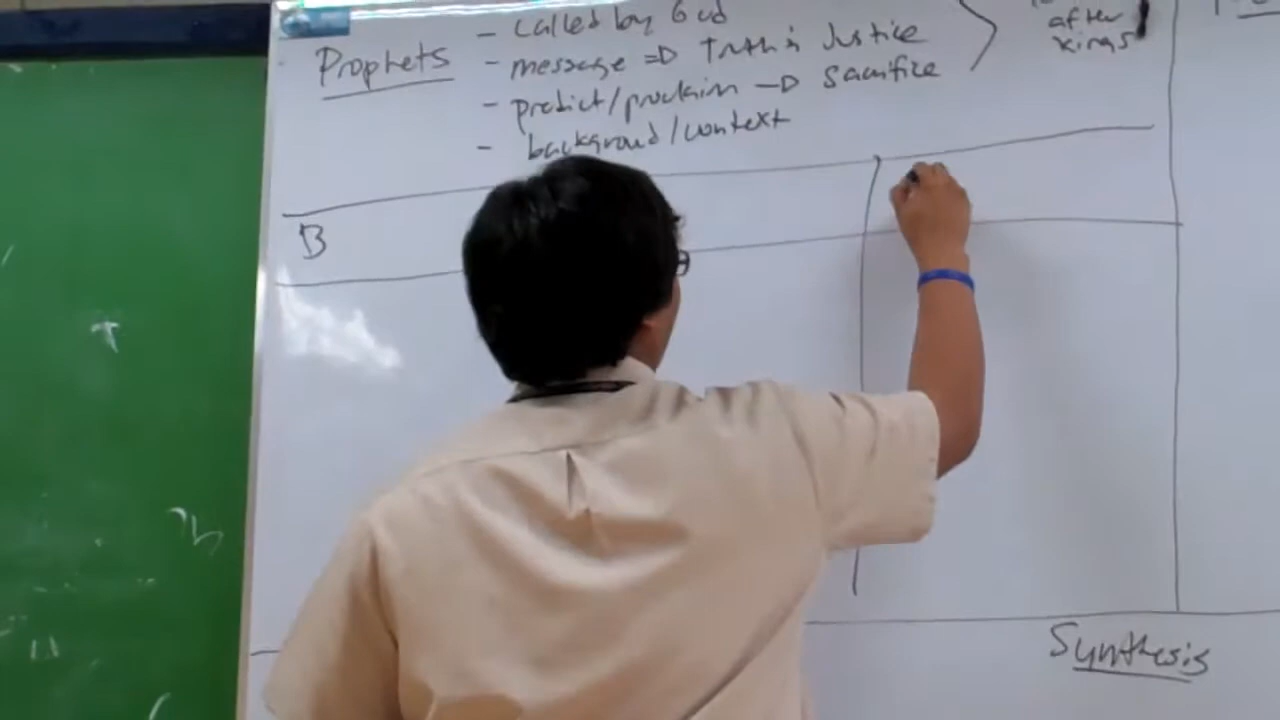 - called by God
Prophets
- message => Truth & Justice
- predict/proclaim -> Sacrifice
- background/context
after
kings
B
Synthesis